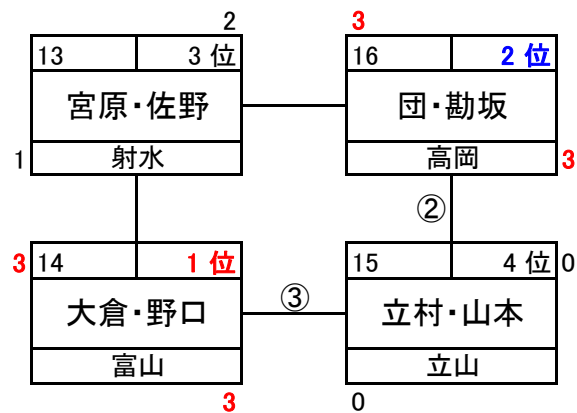 2 3
13 3位 16 2位
宮原・佐野 団・勘坂
1 射水 高岡 3
②
3 14 1位 15 4位 0
大倉・野口 ③ 立村・山本
富山 立山
3 0